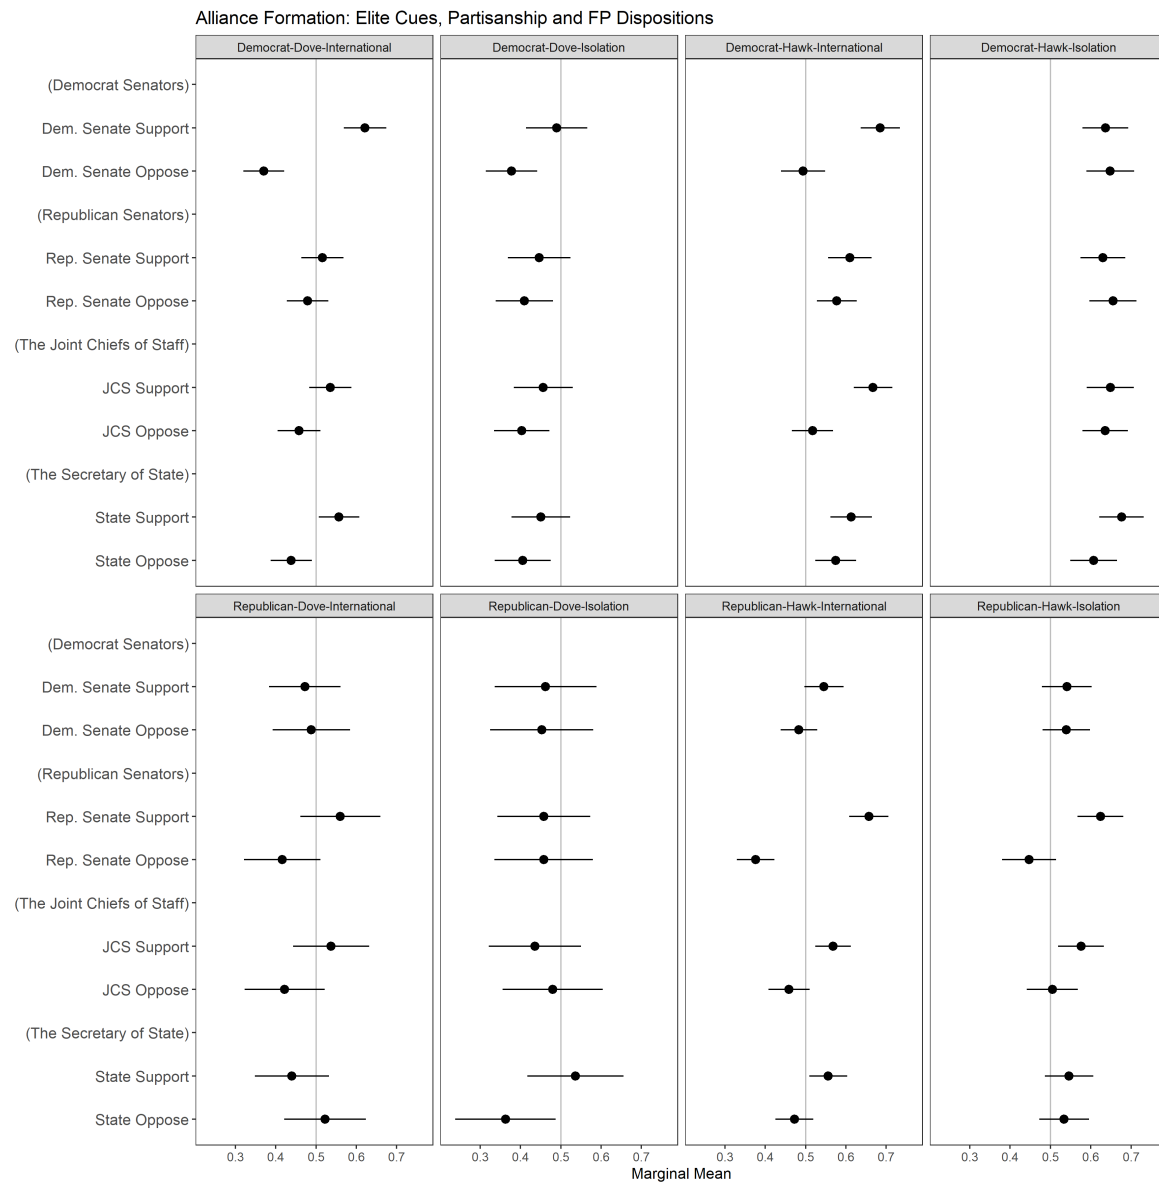 Alliance Formation: Elite Cues, Partisanship and FP Dispositions
Democrat-Dove-International Democrat-Dove-Isolation Democrat-Hawk-International Democrat-Hawk-Isolation
(Democrat Senators)
Dem. Senate Support
Dem. Senate Oppose
(Republican Senators)
Rep. Senate Support
Rep. Senate Oppose
(The Joint Chiefs of Staff)
JCS Support
JCS Oppose
(The Secretary of State)
State Support
State Oppose
Republican-Dove-International Republican-Dove-Isolation Republican-Hawk-International Republican-Hawk-Isolation
(Democrat Senators)
Dem. Senate Support
Dem. Senate Oppose
(Republican Senators)
Rep. Senate Support
Rep. Senate Oppose
(The Joint Chiefs of Staff)
JCS Support
JCS Oppose
(The Secretary of State)
State Support
State Oppose
0.3 0.4 0.5 0.6 0.7 0.3 0.4 0.5 0.6 0.7 0.3 0.4 0.5 0.6 0.7 0.3 0.4 0.5 0.6 0.7
Marginal Mean